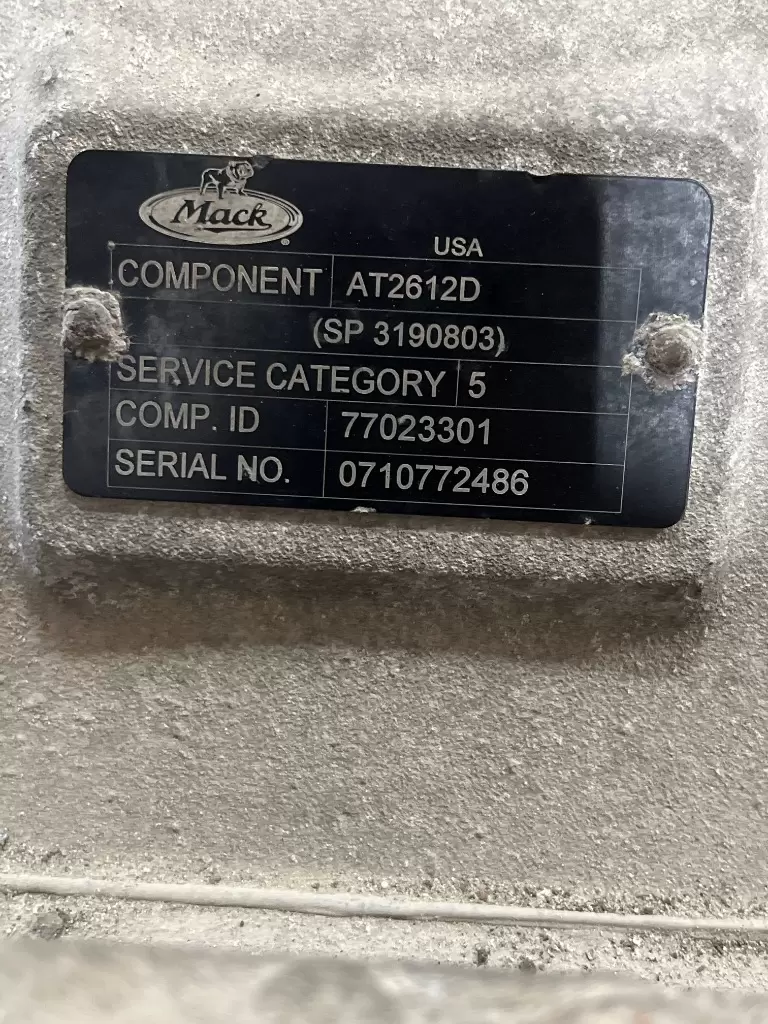 Mack
USA
COMPONENT AT2612D
(SP 3190803)
SERVICE CATEGORY 5
COMP. ID 77023301
SERIAL NO. 0710772486